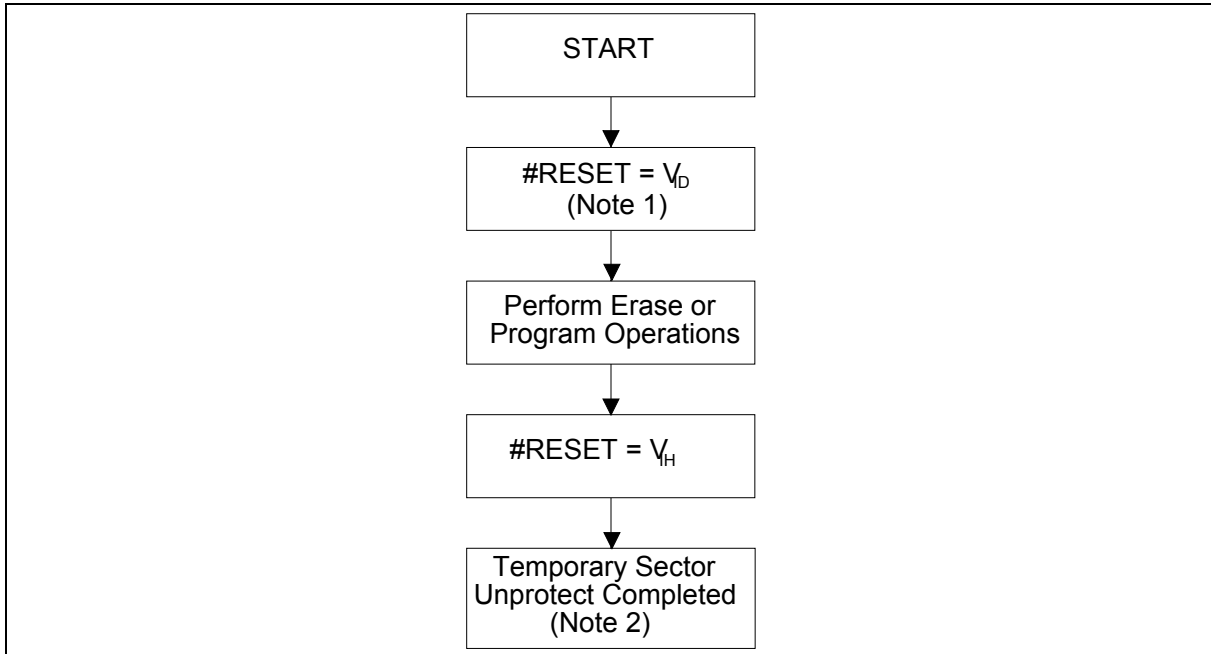 START
#RESET = VID
(Note 1)
Perform Erase or
Program Operations
#RESET = VIH
Temporary Sector
Unprotect Completed
(Note 2)